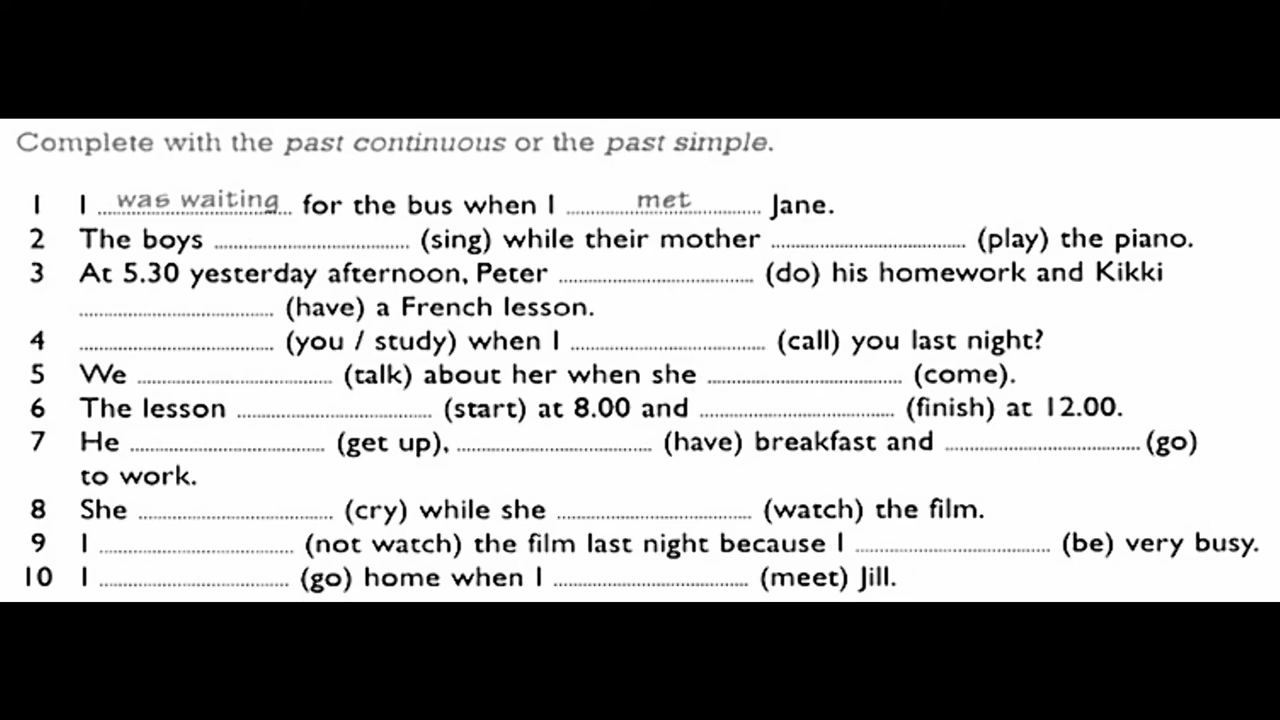 Complete with the past continuous or the past simple.
1 I was waiting for the bus when I met Jane.
2 The boys .................... (sing) while their mother .................... (play) the piano.
3 At 5.30 yesterday afternoon, Peter .................... (do) his homework and Kikki
.................... (have) a French lesson.
4 .................... (you / study) when I .................... (call) you last night?
5 We .................... (talk) about her when she .................... (come).
6 The lesson .................... (start) at 8.00 and .................... (finish) at 12.00.
7 He .................... (get up), .................... (have) breakfast and .................... (go)
to work.
8 She .................... (cry) while she .................... (watch) the film.
9 I .................... (not watch) the film last night because I .................... (be) very busy.
10 I .................... (go) home when I .................... (meet) Jill.